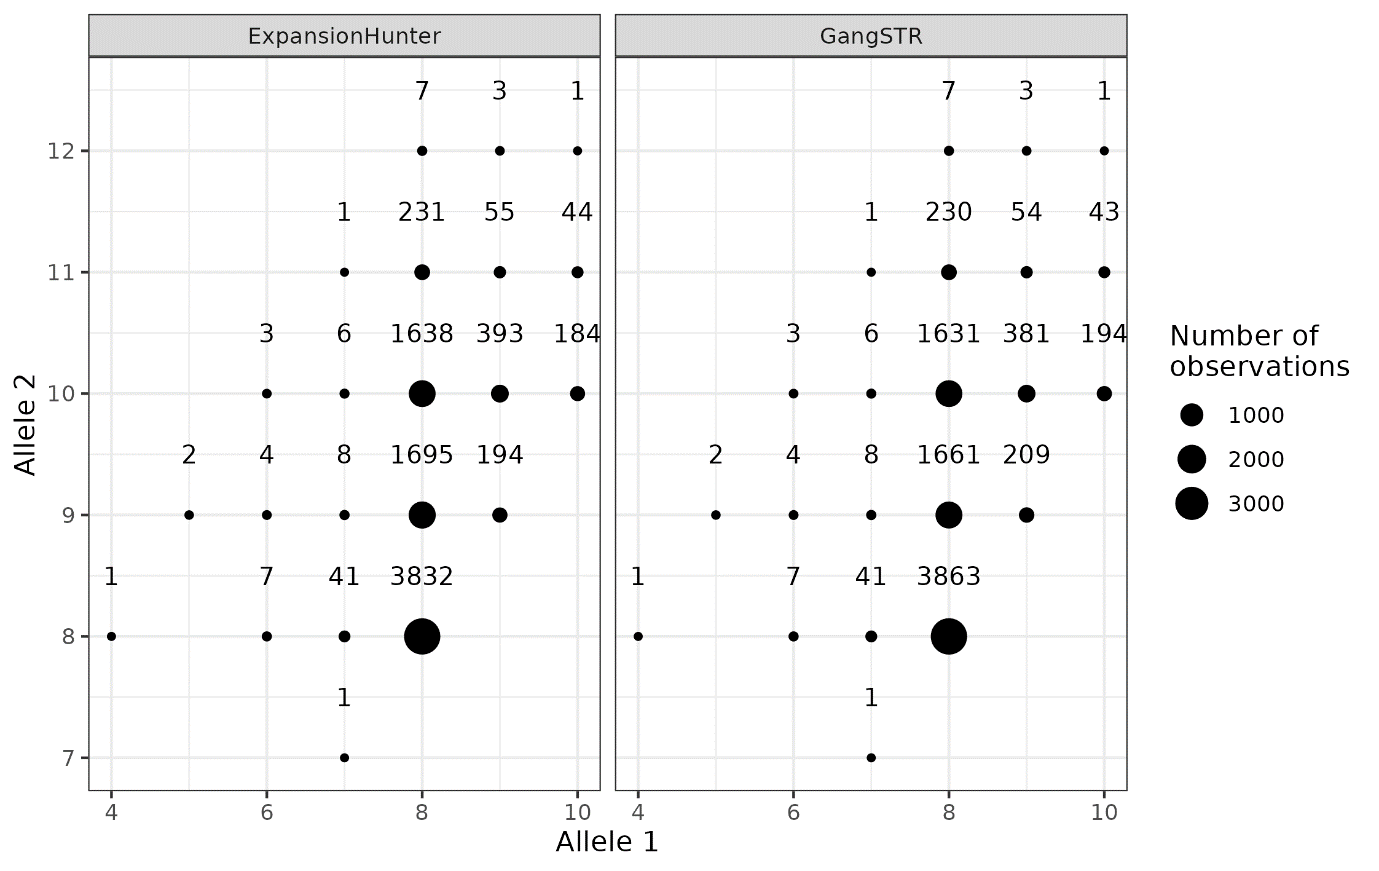 ExpansionHunter GangSTR
7 3 1 7 3 1
12
1 231 55 44 1 230 54 43
11
3 6 1638 393 184 3 6 1631 381 194
Number of
observations
10
1000
2 4 8 1695 194 2 4 8 1661 209
2000
3000
9
1 7 41 3832 1 7 41 3863
8
1 1
7
4 6 8 10 4 6 8 10
Allele 1
Allele 2